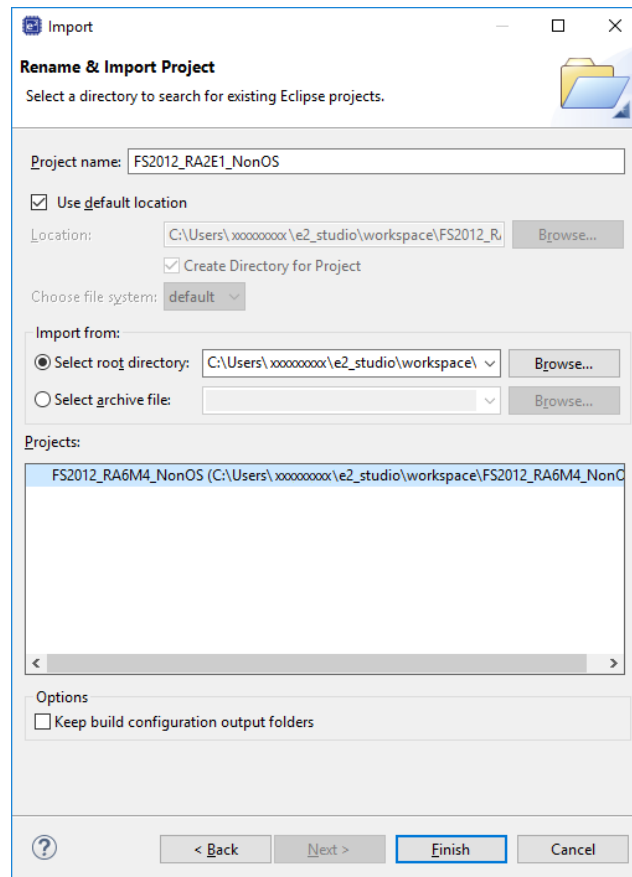 Import
Rename & Import Project
Select a directory to search for existing Eclipse projects.
Project name: FS2012_RA2E1_NonOS
Use default location
Location: C:\Users\xxxxxxxx\e2_studio\workspace\FS2012_R Browse...
Create Directory for Project
Choose file system: default
Import from:
Select root directory: C:\Users\xxxxxxxxx\e2_studio\workspace\ Browse...
Select archive file: Browse...
Projects:
FS2012_RA6M4_NonOS (C:\Users\xxxxxxxxx\e2_studio\workspace\FS2012_RA6M4_NonO
Options
Keep build configuration output folders
< Back Next > Finish Cancel